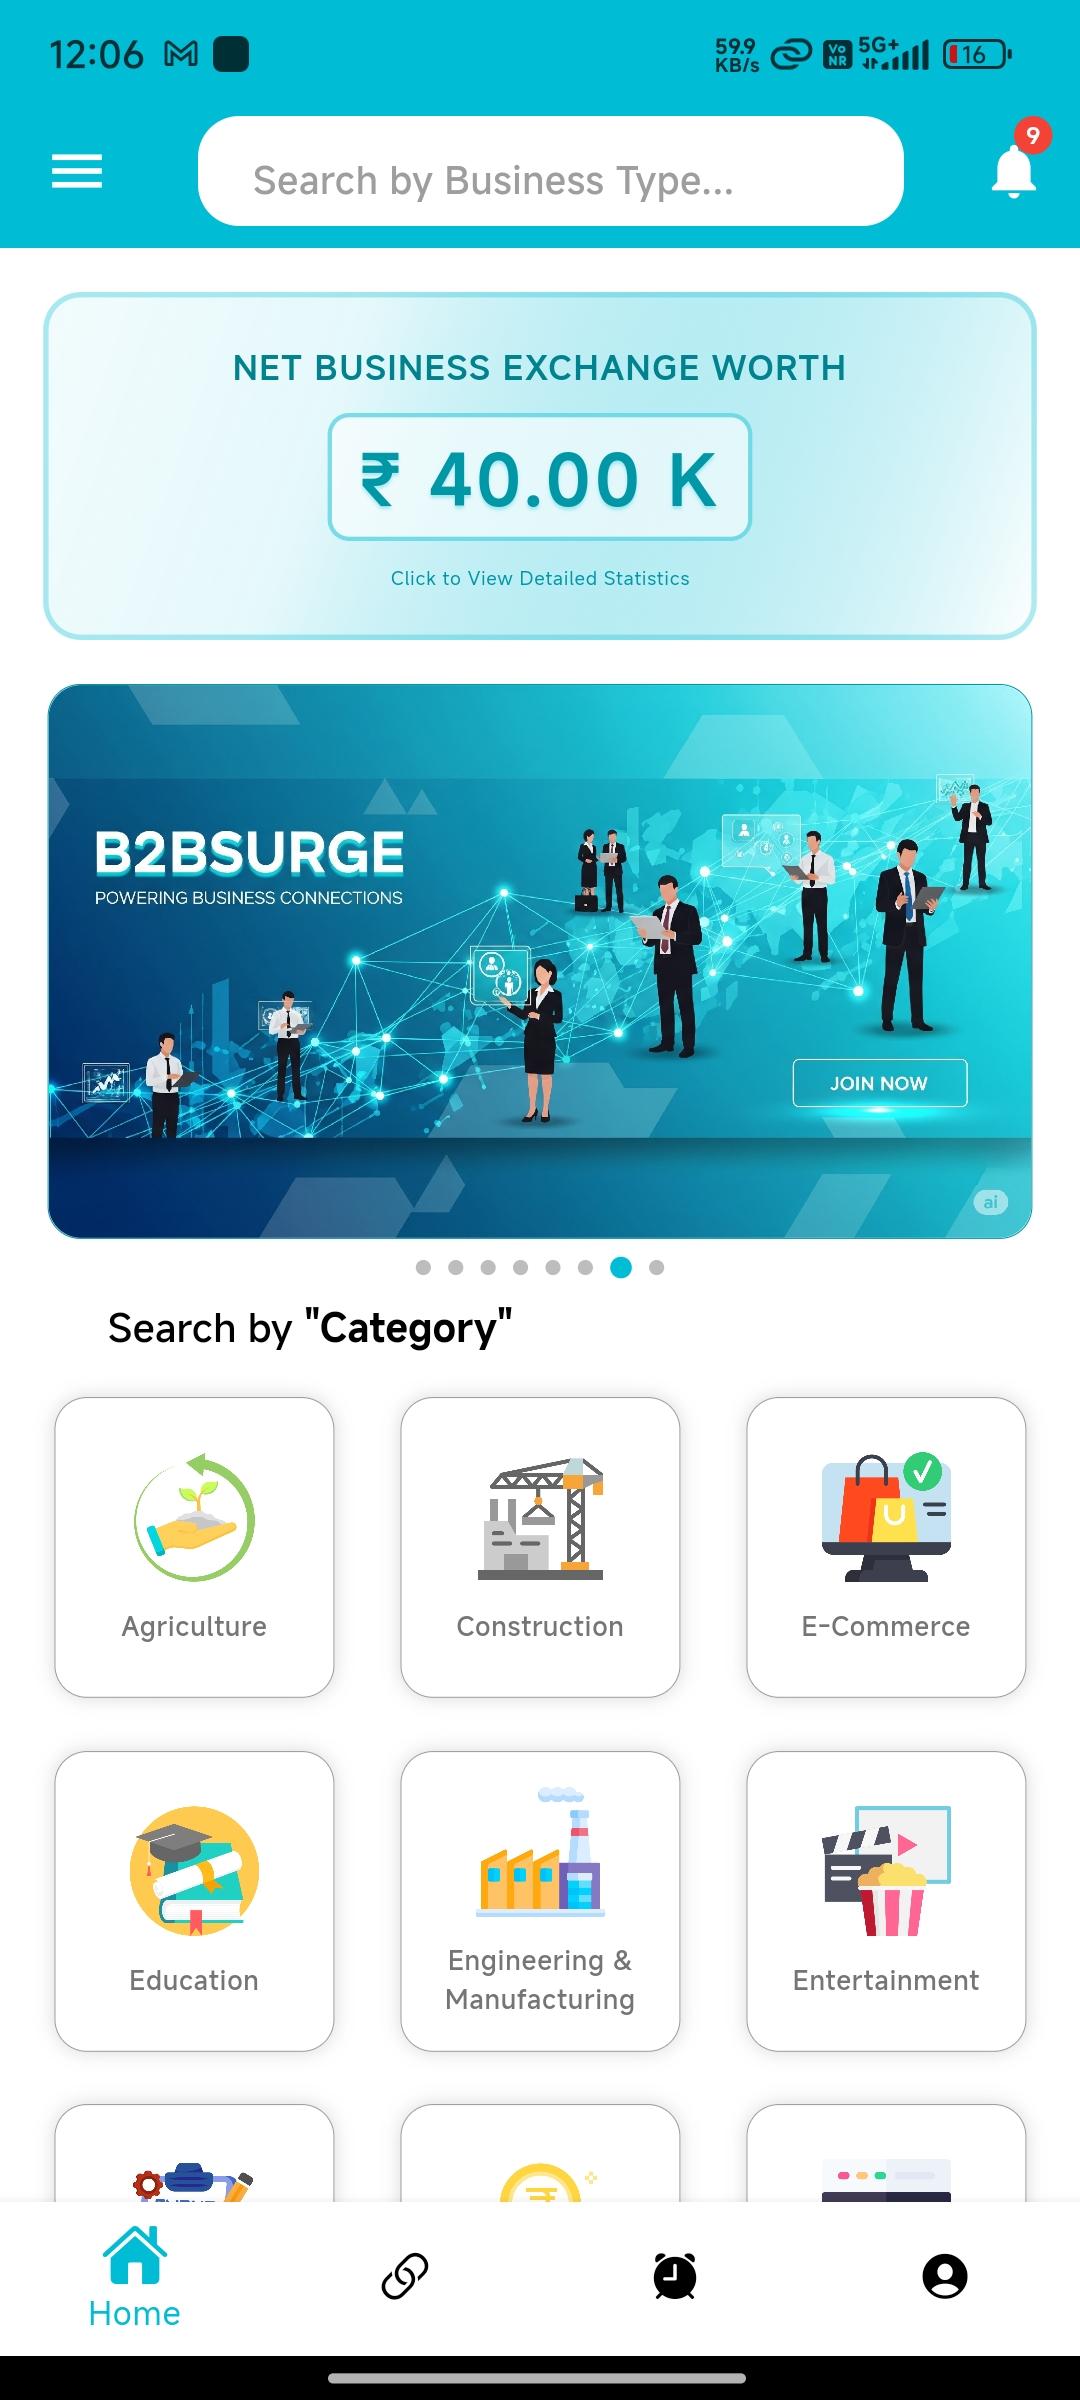 12:06
59.9
KB/s
Vo
NR
5G+
16
Search by Business Type...
9
NET BUSINESS EXCHANGE WORTH
₹ 40.00 K
Click to View Detailed Statistics
B2BSURGE
POWERING BUSINESS CONNECTIONS
JOIN NOW
ai
Search by "Category"
Agriculture
Construction
E-Commerce
Education
Engineering &
Manufacturing
Entertainment
Home